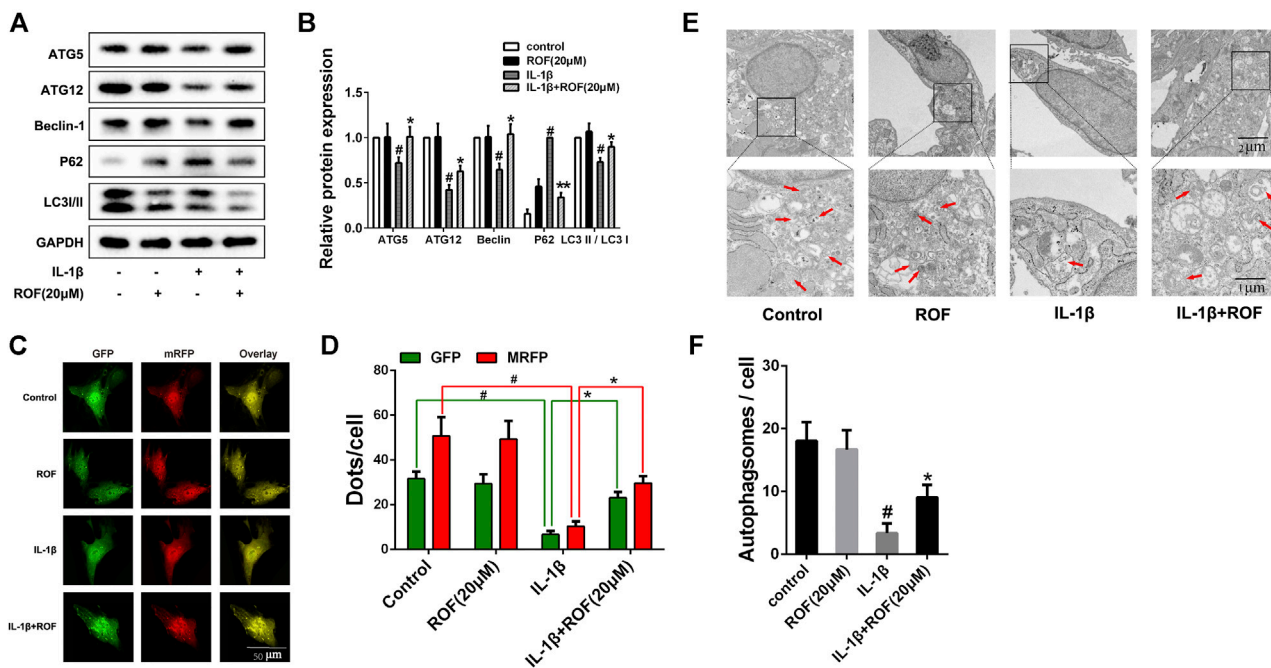 A
ATG5
ATG12
Beclin-1
P62
LC3I/II
GAPDH
IL-1β - - + +
ROF(20μM) - + - +
B
control
ROF(20μM)
IL-1β
IL-1β+ROF(20μM)
Relative protein expression
1.5
1.0
0.5
0.0
# * # * # * # ** # *
ATG5 ATG12 Beclin P62 LC3 II / LC3 I
C
GFP mRFP Overlay
Control
ROF
IL-1β
IL-1β+ROF
50 μm
D
GFP MRFP
Dots/cell
80
60
40
20
0
# *
# *
Control ROF(20μM) IL-1β IL-1β+ROF(20μM)
E
2μm
1μm
Control ROF IL-1β IL-1β+ROF
F
Autophagsomes / cell
30
20
10
0
# *
control ROF(20μM) IL-1β IL-1β+ROF(20μM)